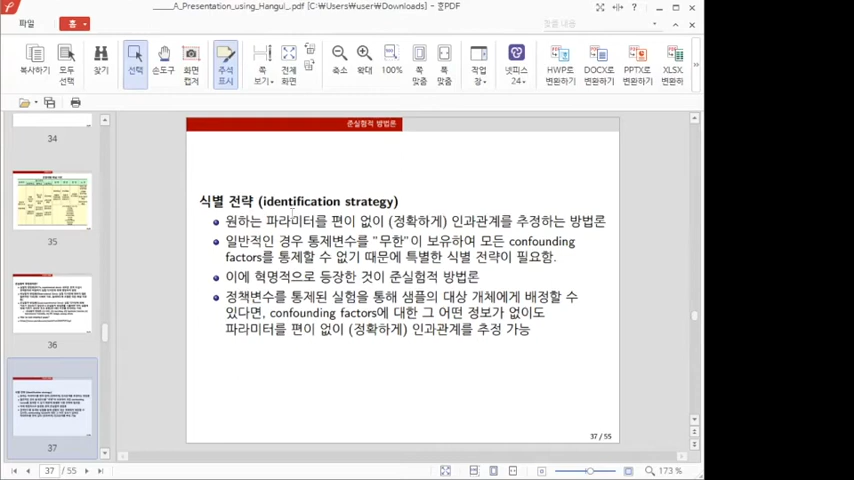 _____A_Presentation_using_Hangul_.pdf [C:₩Users₩user₩Downloads] - 혼PDF
파일
홈
찾을 내용
복사하기
모두 선택
찾기
선택
손도구
화면 캡처
주석 표시
쪽 보기
전체 화면
축소
확대
100%
폭 맞춤
쪽 맞춤
작업 창
넷피스 24
HWP로 변환하기
DOCX로 변환하기
PPTX로 변환하기
XLSX. 변환하
34
35
36
37
준실험적 방법론
식별 전략 (identification strategy)
원하는 파라미터를 편이 없이 (정확하게) 인과관계를 추정하는 방법론
일반적인 경우 통제변수를 "무한"이 보유하여 모든 confounding
factors를 통제할 수 없기 때문에 특별한 식별 전략이 필요함.
이에 혁명적으로 등장한 것이 준실험적 방법론
정책변수를 통제된 실험을 통해 샘플의 대상 개체에게 배정할 수
있다면, confounding factors에 대한 그 어떤 정보가 없이도
파라미터를 편이 없이 (정확하게) 인과관계를 추정 가능
37 / 55
37 / 55
173 %